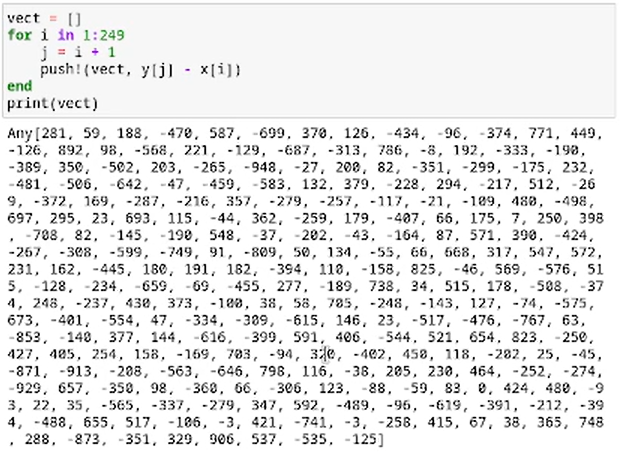 vect = []
for i in 1:249
j = i + 1
push!(vect, y[j] - x[i])
end
print(vect)
Any[281, 59, 188, -470, 587, -699, 370, 126, -434, -96, -374, 771, 449,
-126, 892, 98, -568, 221, -129, -687, -313, 786, -8, 192, -333, -190,
-389, 350, -502, 203, -265, -948, -27, 200, 82, -351, -299, -175, 232,
-481, -506, -642, -47, -459, -583, 132, 379, -228, 294, -217, 512, -26
9, -372, 169, -287, -216, 357, -279, -257, -117, -21, -109, 480, -498,
697, 295, 23, 693, 115, -44, 362, -259, 179, -407, 66, 175, 7, 250, 398
, -708, 82, -145, -190, 548, -37, -202, -43, -164, 87, 571, 390, -424,
-267, -308, -599, -749, 91, -809, 50, 134, -55, 66, 668, 317, 547, 572,
231, 162, -445, 180, 191, 182, -394, 110, -158, 825, -46, 569, -576, 51
5, -128, -234, -659, -69, -455, 277, -189, 738, 34, 515, 178, -508, -37
4, 248, -237, 430, 373, -100, 38, 58, 705, -248, -143, 127, -74, -575,
673, -401, -554, 47, -334, -309, -615, 146, 23, -517, -476, -767, 63,
-853, -140, 377, 144, -616, -399, 591, 406, -544, 521, 654, 823, -250,
427, 405, 254, 158, -169, 703, -94, 320, -402, 450, 118, -202, 25, -45,
-871, -913, -208, -563, -646, 798, 116, -38, 205, 230, 464, -252, -274,
-929, 657, -350, 98, -360, 66, -306, 123, -88, -59, 83, 0, 424, 480, -9
3, 22, 35, -565, -337, -279, 347, 592, -489, -96, -619, -391, -212, -39
4, -488, 655, 517, -106, -3, 421, -741, -3, -258, 415, 67, 38, 365, 748
, 288, -873, -351, 329, 906, 537, -535, -125]